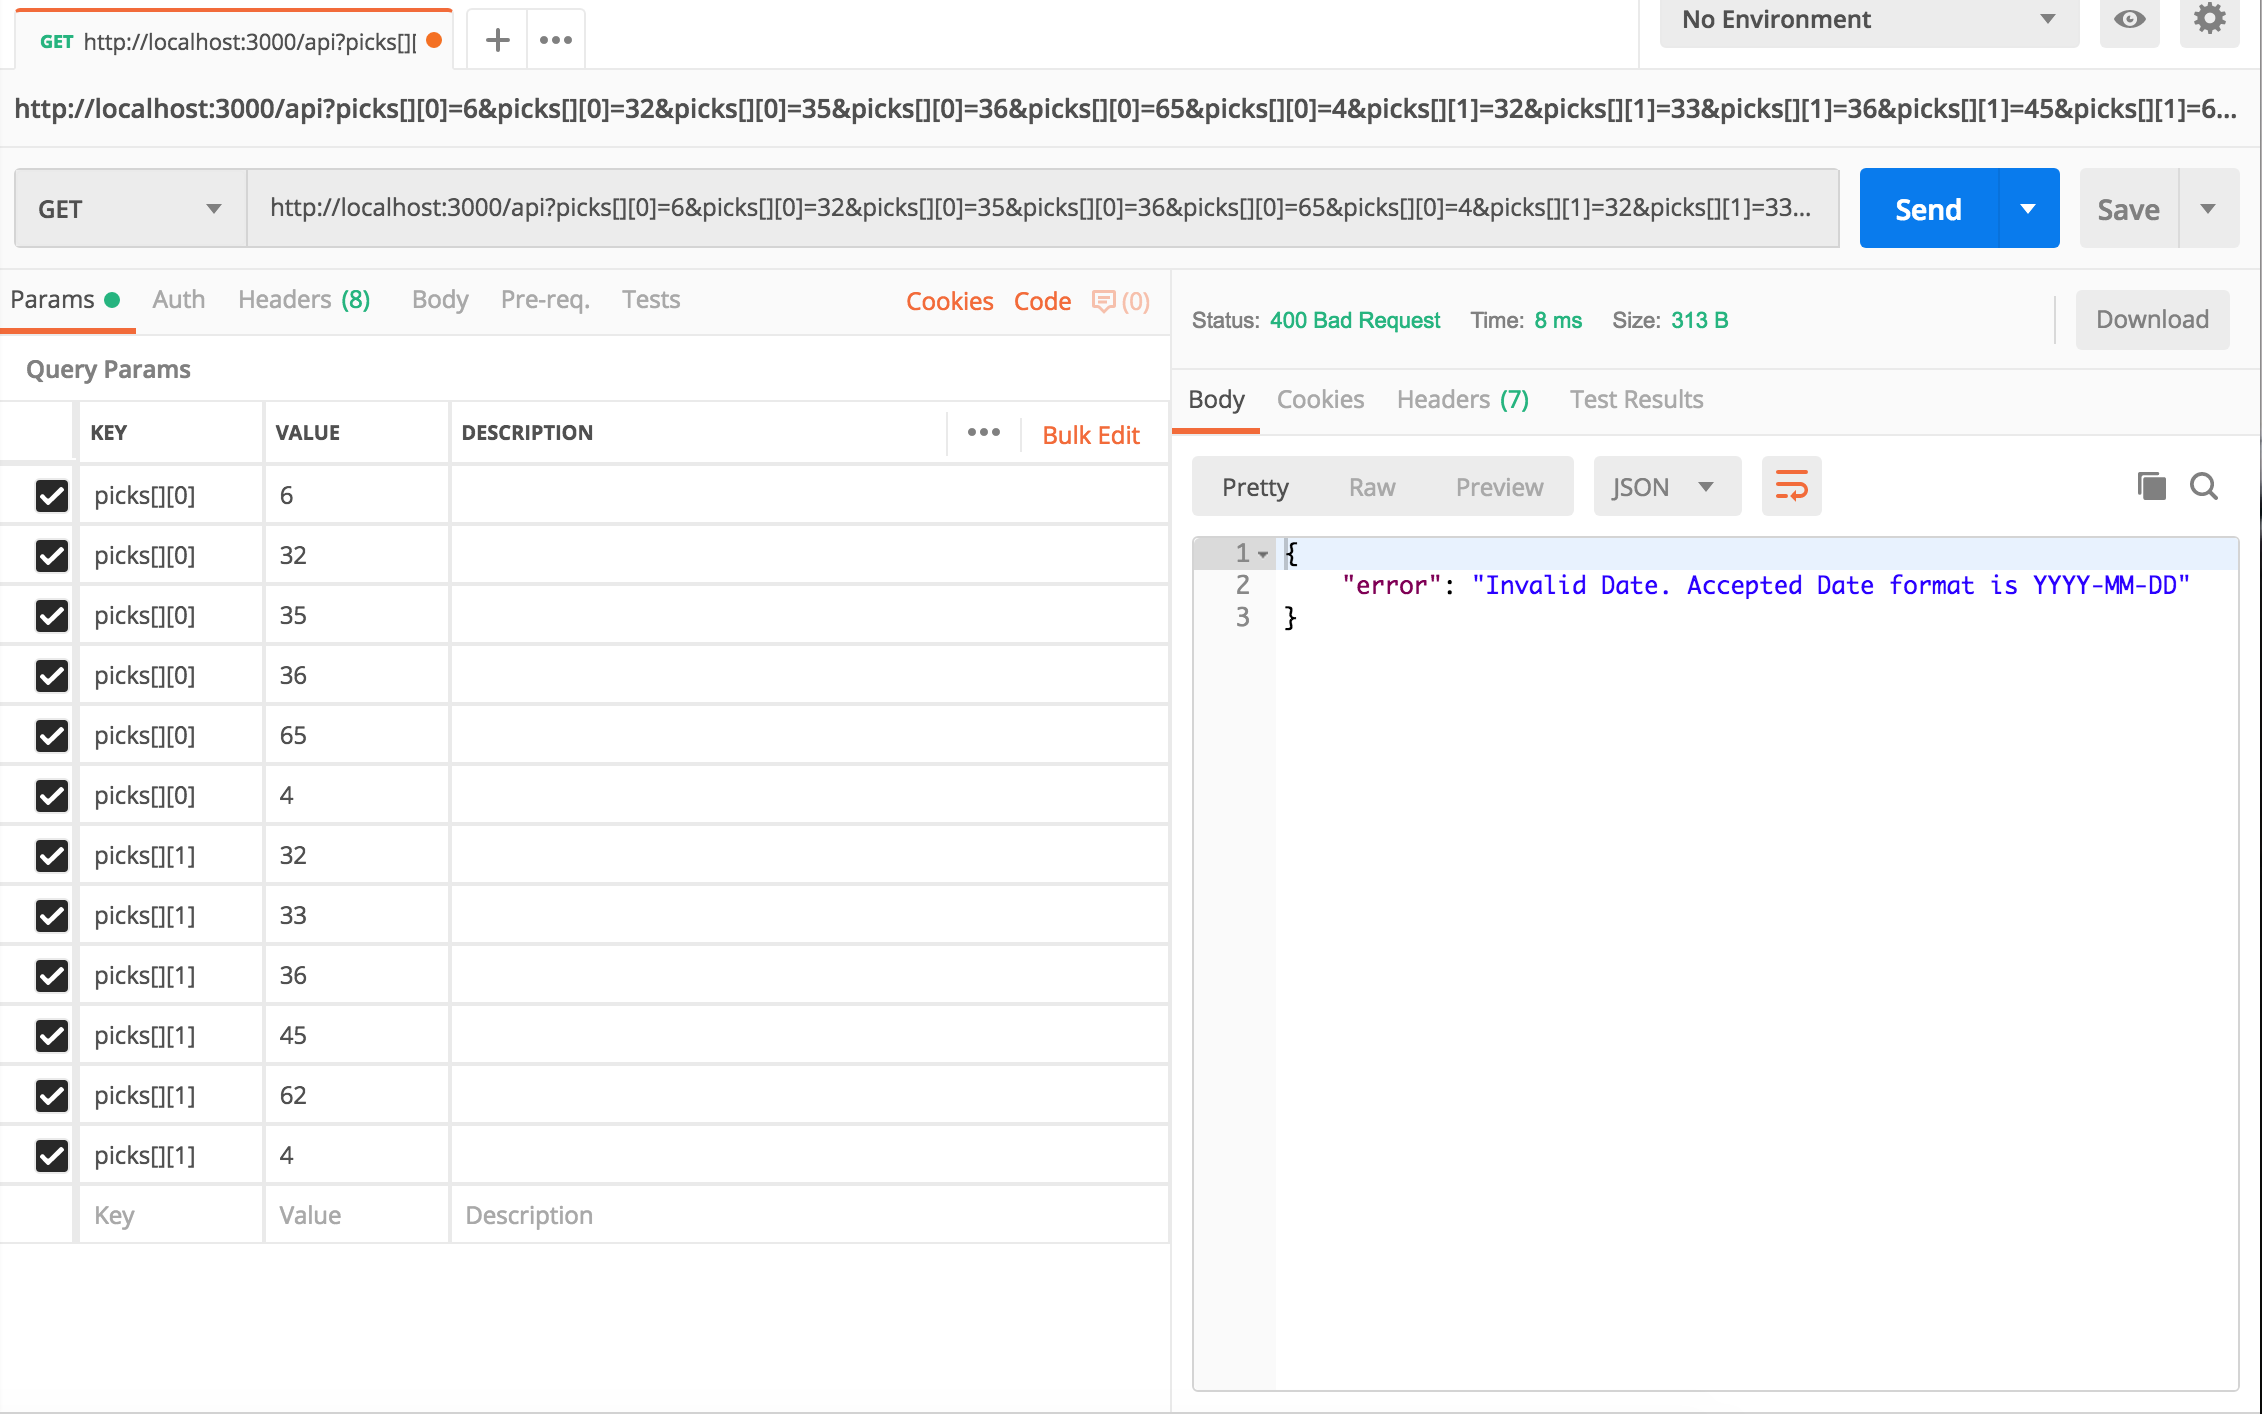 GET http://localhost:3000/api?picks[][
No Environment
http://localhost:3000/api?picks[][0]=6&picks[][0]=32&picks[][0]=35&picks[][0]=36&picks[][0]=65&picks[][0]=4&picks[][1]=32&picks[][1]=33&picks[][1]=36&picks[][1]=45&picks[][1]=6...
GET http://localhost:3000/api?picks[][0]=6&picks[][0]=32&picks[][0]=35&picks[][0]=36&picks[][0]=65&picks[][0]=4&picks[][1]=32&picks[][1]=33... Send Save
Params Auth Headers (8) Body Pre-req. Tests Cookies Code (0)
Query Params
KEY VALUE DESCRIPTION Bulk Edit
picks[][0] 6
picks[][0] 32
picks[][0] 35
picks[][0] 36
picks[][0] 65
picks[][0] 4
picks[][1] 32
picks[][1] 33
picks[][1] 36
picks[][1] 45
picks[][1] 62
picks[][1] 4
Key Value Description
Status: 400 Bad Request Time: 8 ms Size: 313 B Download
Body Cookies Headers (7) Test Results
Pretty Raw Preview JSON
1 {
2 "error": "Invalid Date. Accepted Date format is YYYY-MM-DD"
3 }